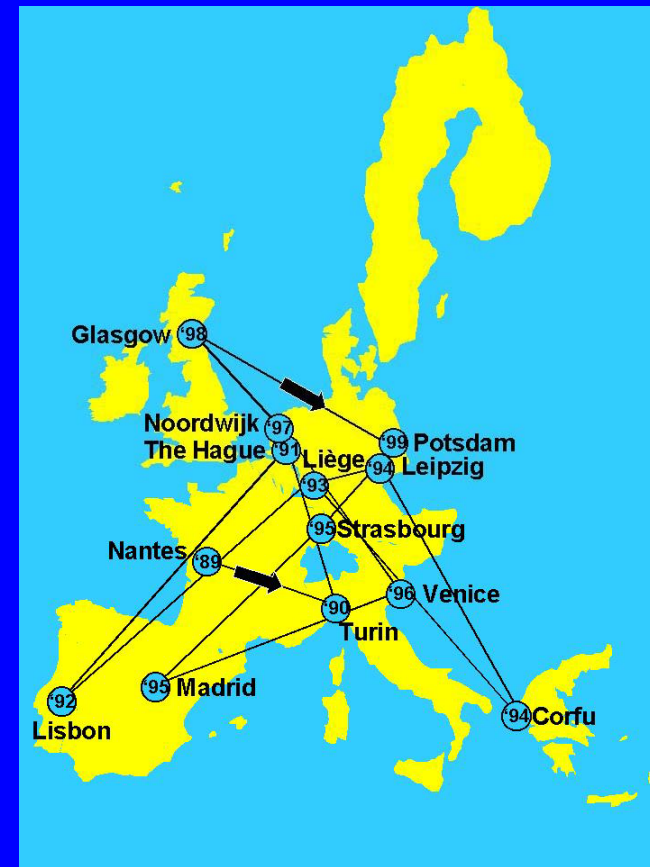 Glasgow ‘98
Noordwijk ‘97
‘99 Potsdam
The Hague ‘91
Liège
‘94 Leipzig
‘93
‘95 Strasbourg
Nantes
‘89
‘96 Venice
‘90
Turin
‘95 Madrid
‘92
Lisbon
‘94 Corfu